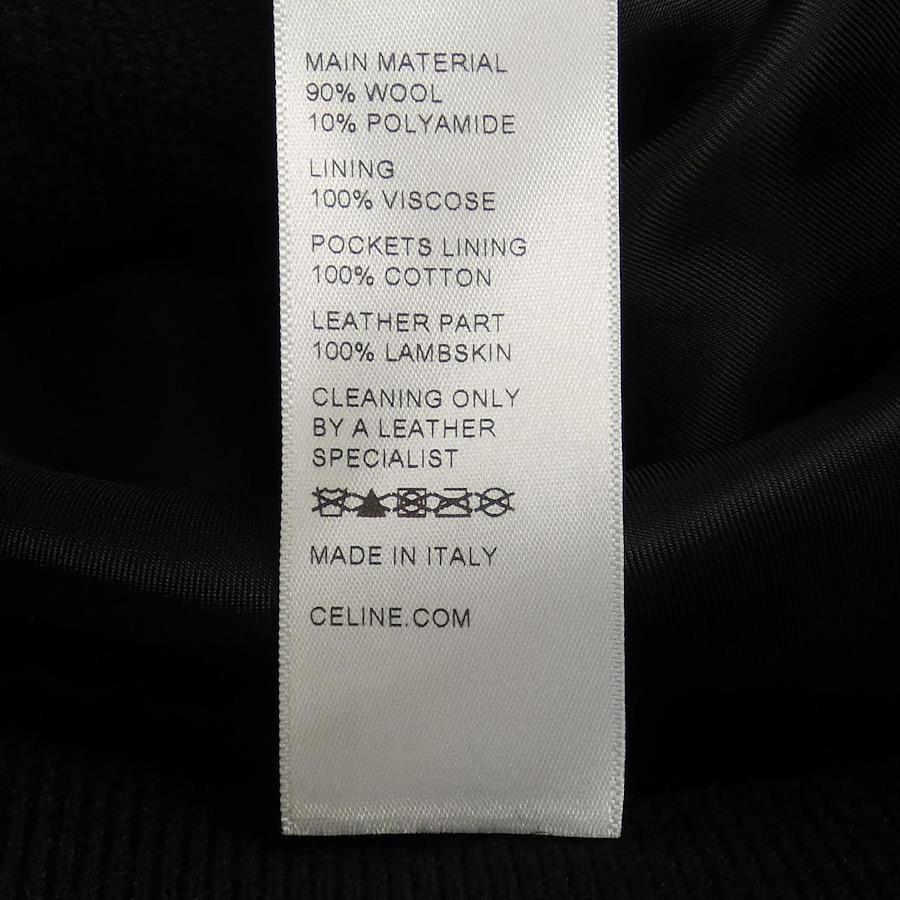 MAIN MATERIAL
90% WOOL
10% POLYAMIDE
LINING
100% VISCOSE
POCKETS LINING
100% COTTON
LEATHER PART
100% LAMBSKIN
CLEANING ONLY
BY A LEATHER
SPECIALIST
MADE IN ITALY
CELINE.COM